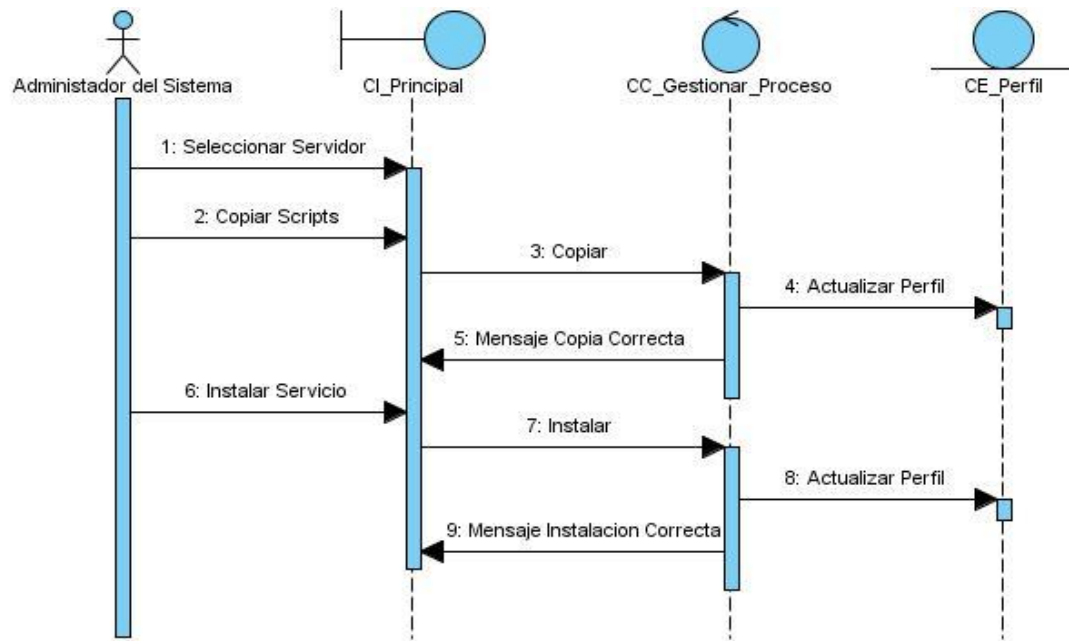 Administador del Sistema
CI_Principal
CC_Gestionar_Proceso
CE_Perfil
1: Seleccionar Servidor
2: Copiar Scripts
3: Copiar
4: Actualizar Perfil
5: Mensaje Copia Correcta
6: Instalar Servicio
7: Instalar
8: Actualizar Perfil
9: Mensaje Instalacion Correcta